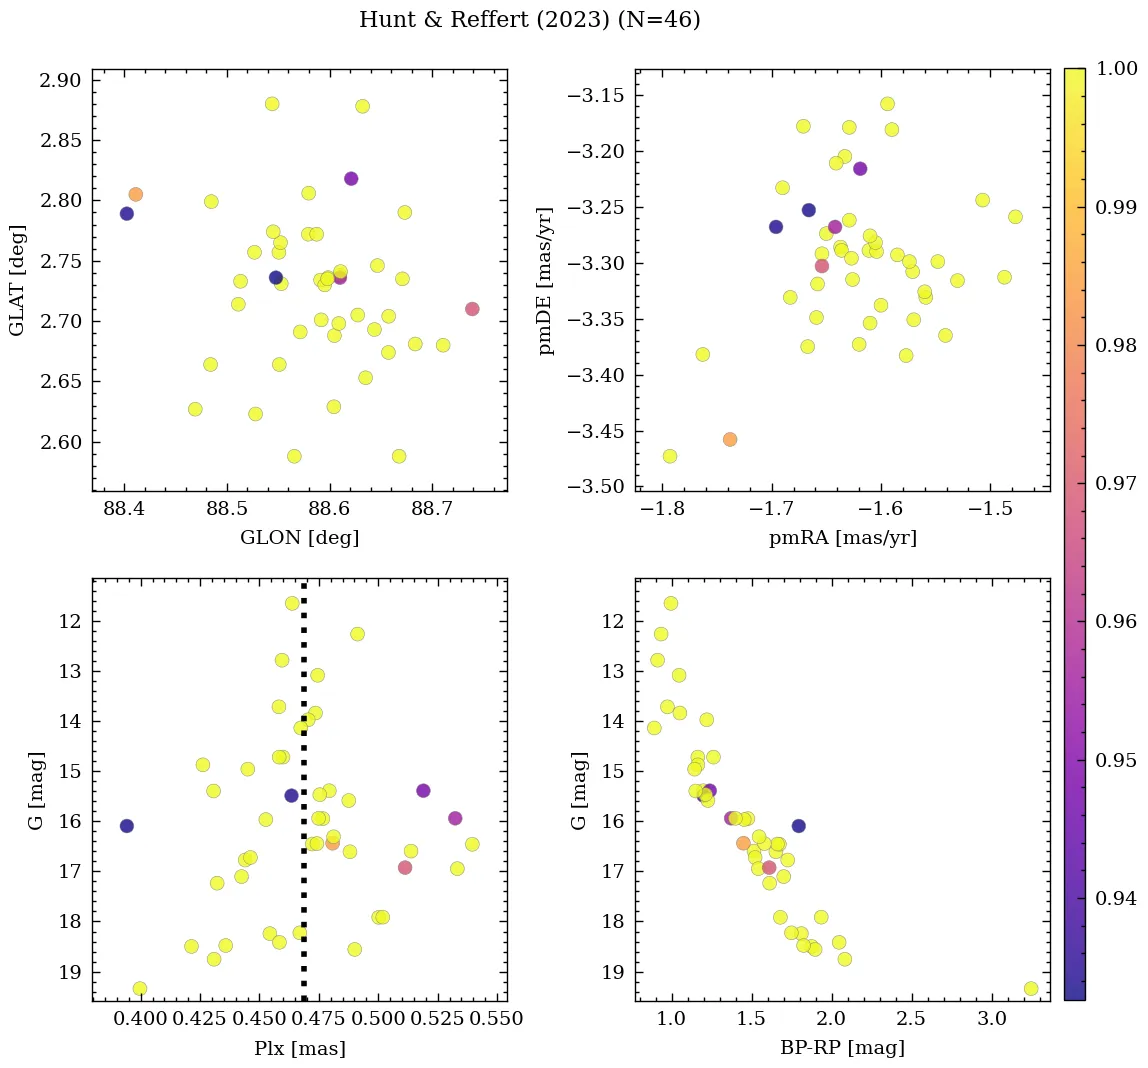 Hunt & Reffert (2023) (N=46)
2.90
2.85
2.80
2.75
2.70
2.65
2.60
GLAT [deg]
88.4 88.5 88.6 88.7
GLON [deg]
−3.15
−3.20
−3.25
−3.30
−3.35
−3.40
−3.45
−3.50
pmDE [mas/yr]
−1.8 −1.7 −1.6 −1.5
pmRA [mas/yr]
1.00
0.99
0.98
0.97
0.96
0.95
0.94
12
13
14
15
16
17
18
19
G [mag]
0.400 0.425 0.450 0.475 0.500 0.525 0.550
Plx [mas]
12
13
14
15
16
17
18
19
G [mag]
1.0 1.5 2.0 2.5 3.0
BP-RP [mag]